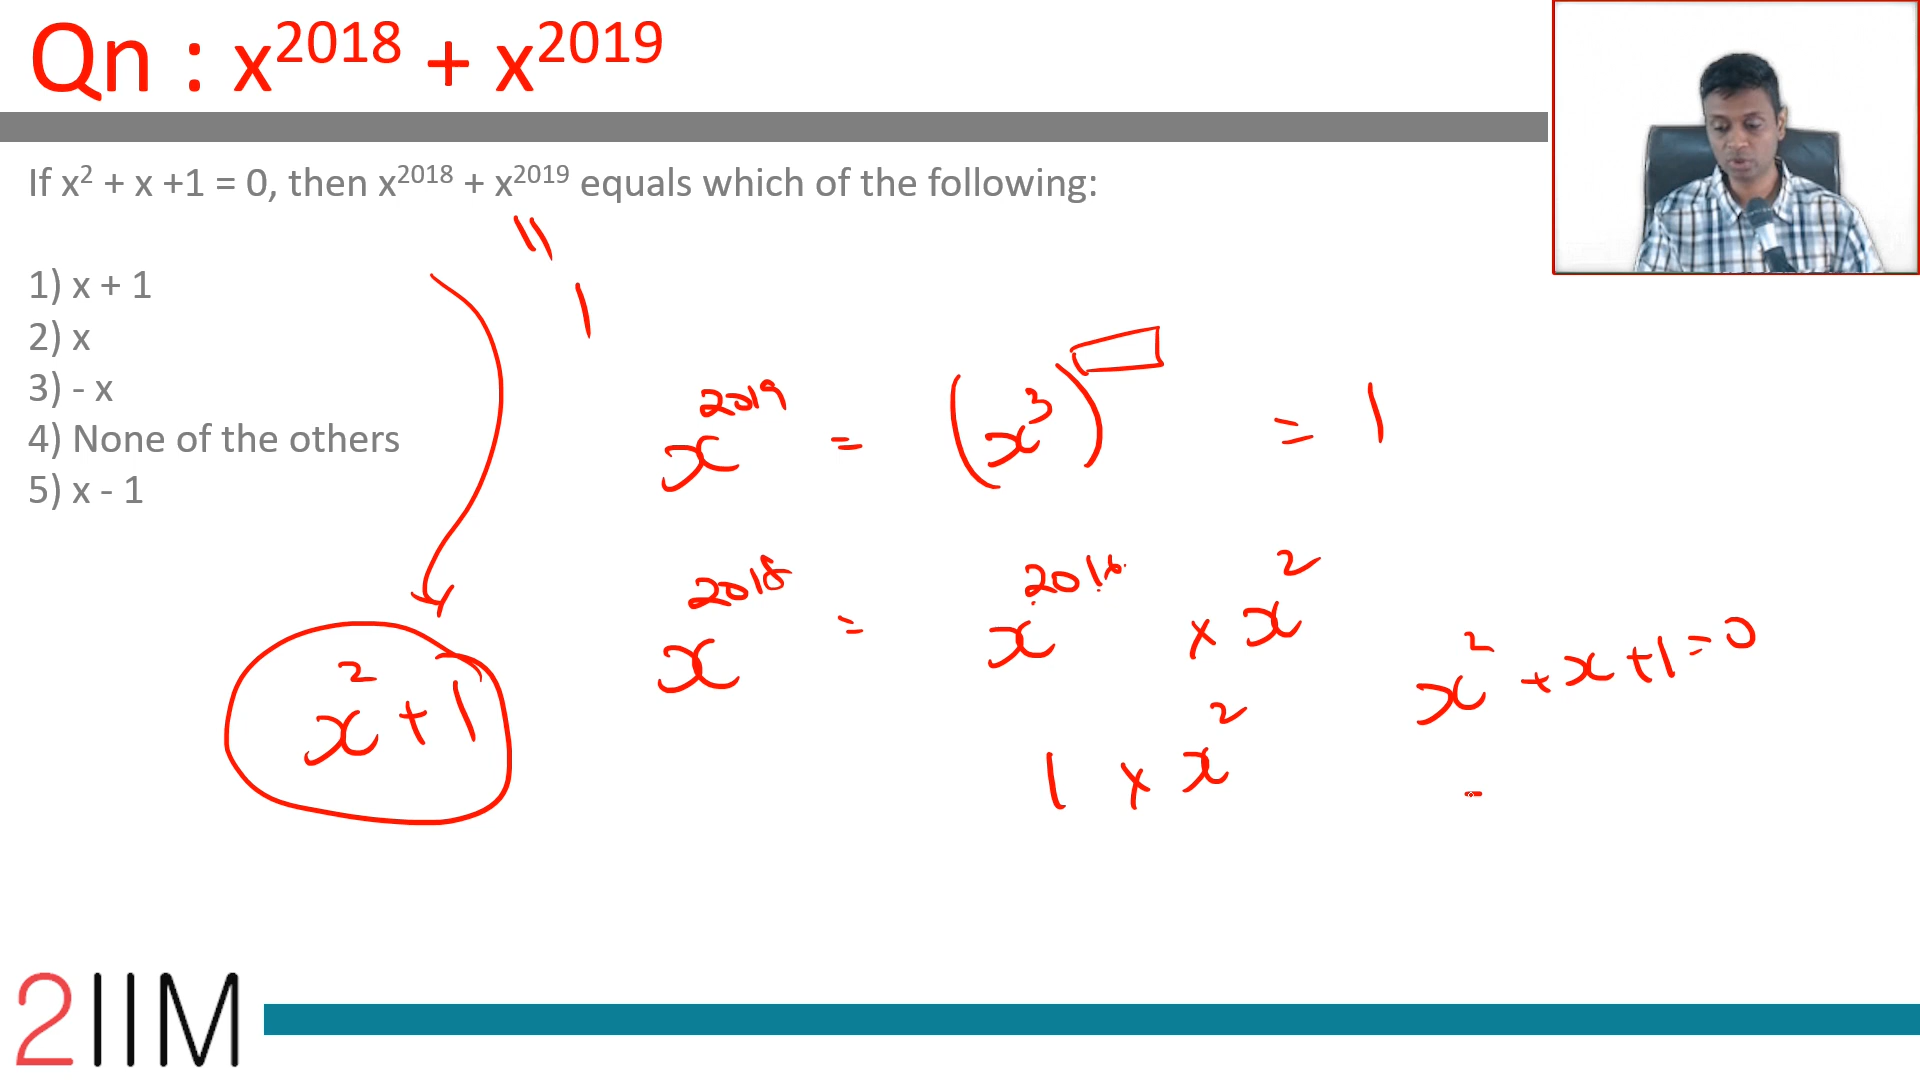 Qn : x²⁰¹⁸ + x²⁰¹⁹
If x² + x +1 = 0, then x²⁰¹⁸ + x²⁰¹⁹ equals which of the following:
1) x + 1
2) x
3) - x
4) None of the others
5) x - 1
"
1
x²⁰¹⁹ = (x³)^□ = 1
x²⁰¹⁸ = x²⁰¹⁶ × x²
x² + x + 1 = 0
x² + 1
1 × x²
-
2IIM